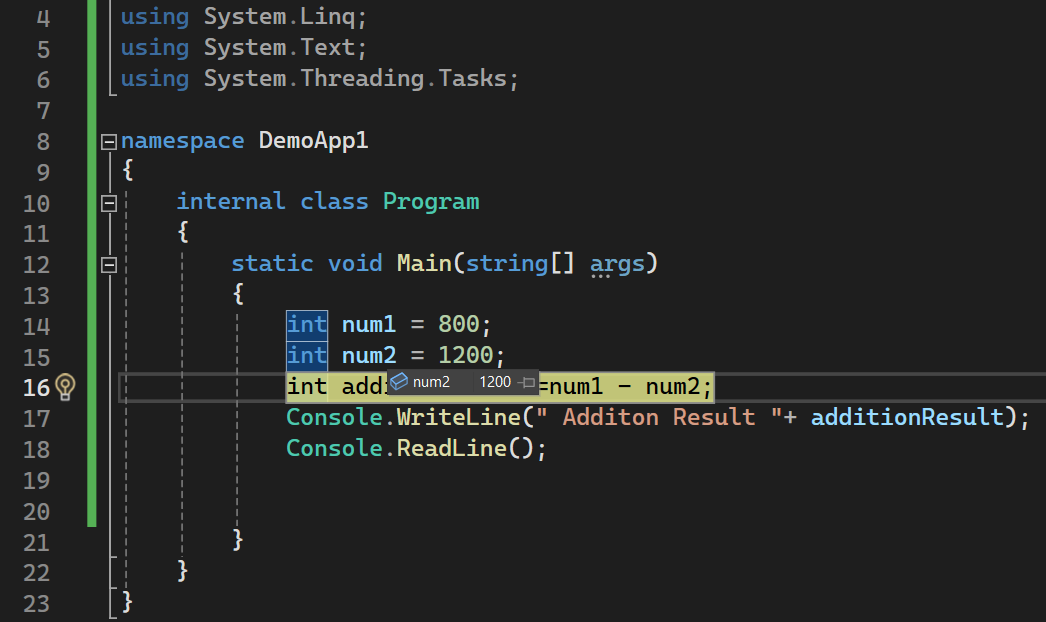 4 using System.Linq;
5 using System.Text;
6 using System.Threading.Tasks;
7
8 namespace DemoApp1
9 {
10 internal class Program
11 {
12 static void Main(string[] args)
13 {
14 int num1 = 800;
15 int num2 = 1200;
16 int addi num2 1200 =num1 - num2;
17 Console.WriteLine(" Additon Result "+ additionResult);
18 Console.ReadLine();
19
20
21 }
22 }
23 }